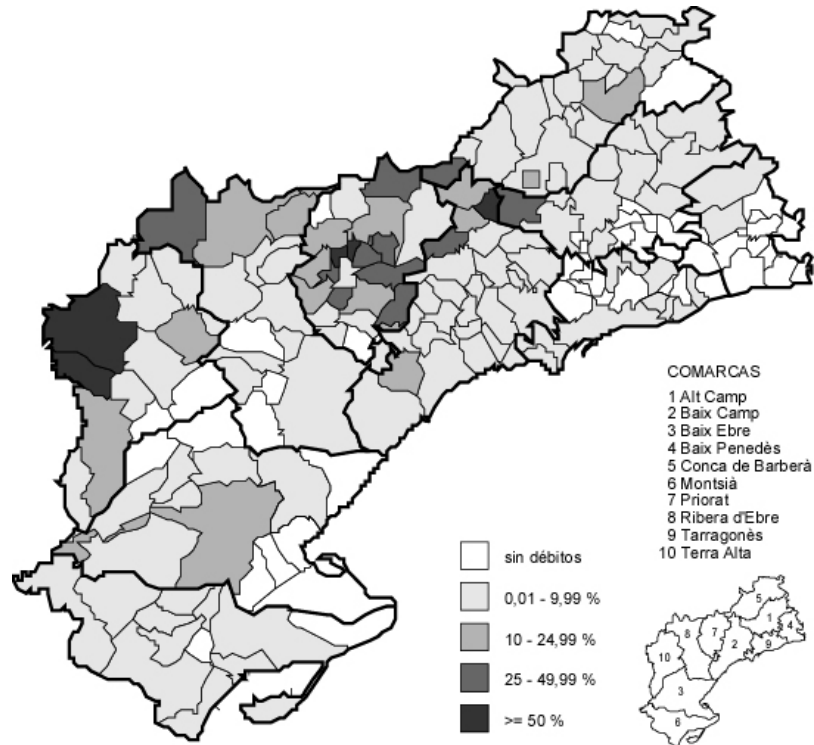 COMARCAS
1 Alt Camp
2 Baix Camp
3 Baix Ebre
4 Baix Penedès
5 Conca de Barberà
6 Montsià
7 Priorat
8 Ribera d'Ebre
9 Tarragonès
10 Terra Alta
sin débitos
0,01 - 9,99 %
10 - 24,99 %
25 - 49,99 %
>= 50 %
5
1
4
8
7
2
9
10
3
6